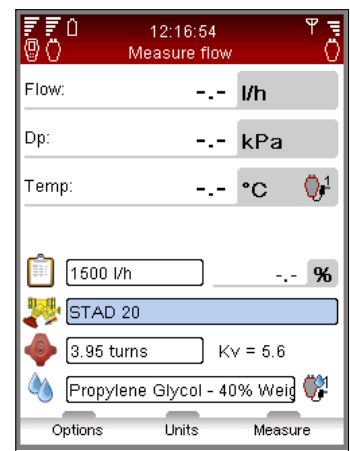 12:16:54
Measure flow
Flow: -.- l/h
Dp: -.- kPa
Temp: -.- °C 1
1500 l/h -.- %
STAD 20
3.95 turns Kv = 5.6
Propylene Glycol - 40% Weig
Options Units Measure